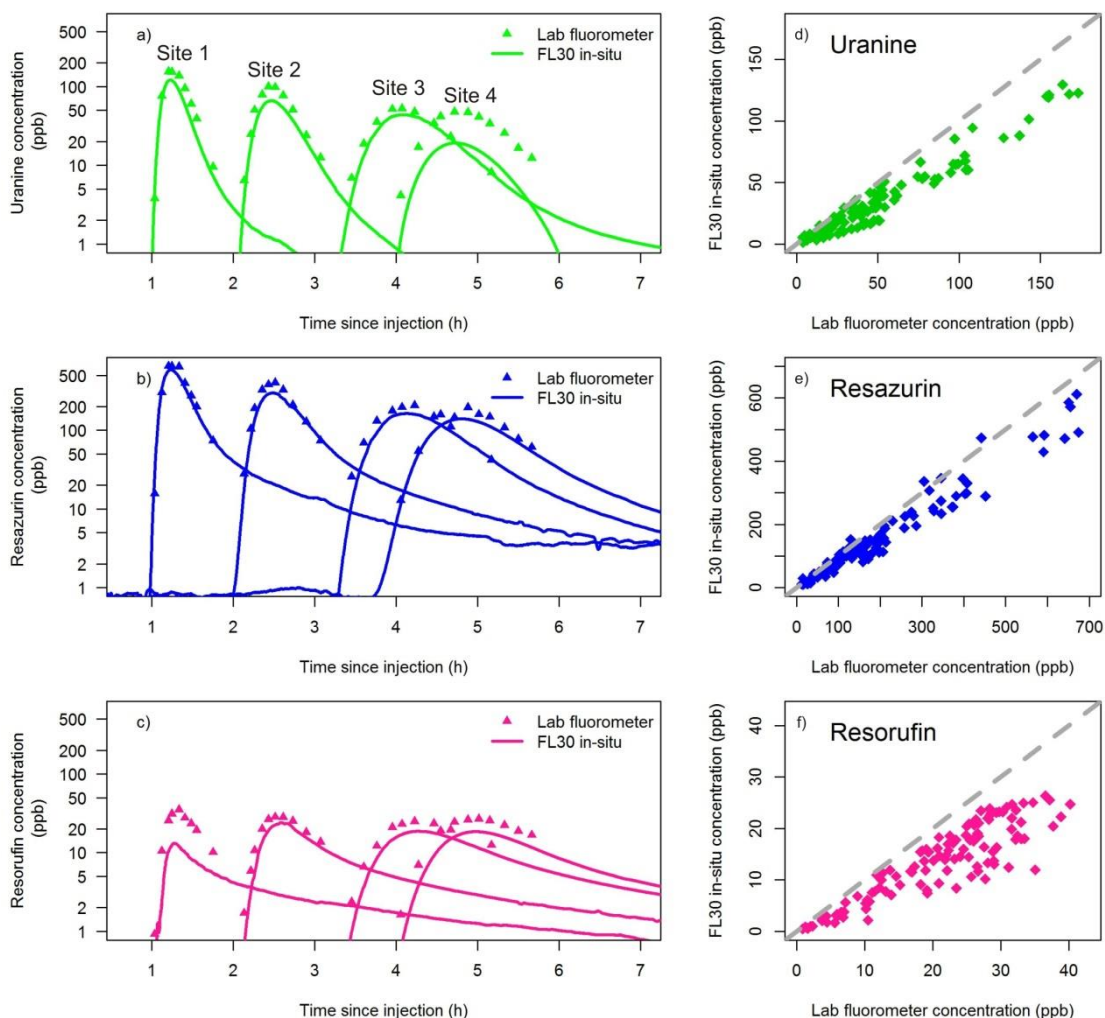 a)
Site 1
Site 2
Site 3
Site 4
Lab fluorometer
FL30 in-situ
500
200
100
50
20
10
5
2
1
Uranine concentration
(ppb)
1 2 3 4 5 6 7
Time since injection (h)
d)
Uranine
150
100
50
0
FL30 in-situ concentration (ppb)
0 50 100 150
Lab fluorometer concentration (ppb)
b)
Lab fluorometer
FL30 in-situ
500
200
100
50
20
10
5
2
1
Resazurin concentration
(ppb)
1 2 3 4 5 6 7
Time since injection (h)
e)
Resazurin
600
400
200
0
FL30 in-situ concentration (ppb)
0 100 300 500 700
Lab fluorometer concentration (ppb)
c)
Lab fluorometer
FL30 in-situ
500
200
100
50
20
10
5
2
1
Resorufin concentration
(ppb)
1 2 3 4 5 6 7
Time since injection (h)
f)
Resorufin
40
30
20
10
0
FL30 in-situ concentration (ppb)
0 10 20 30 40
Lab fluorometer concentration (ppb)